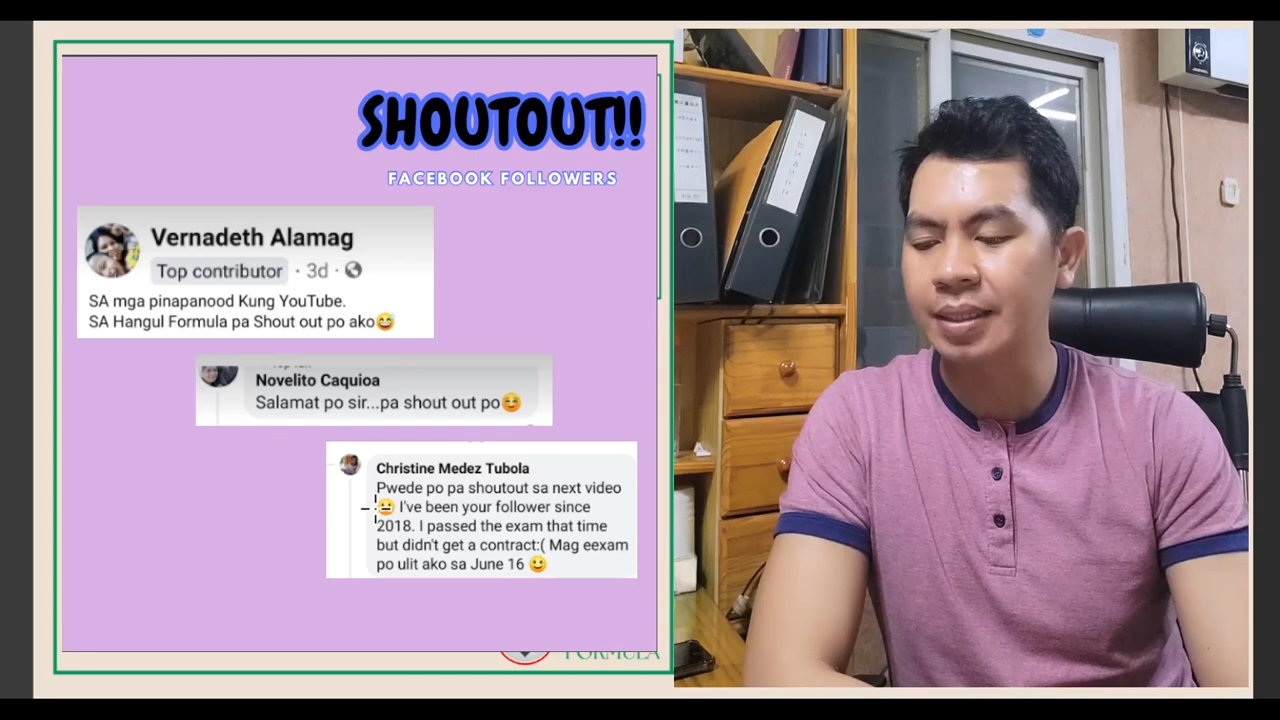 SHOUTOUT!!
FACEBOOK FOLLOWERS
Vernadeth Alamag
Top contributor · 3d ·
SA mga pinapanood Kung YouTube.
SA Hangul Formula pa Shout out po ako😅
Novelito Caquioa
Salamat po sir...pa shout out po😊
Christine Medez Tubola
Pwede po pa shoutout sa next video
😀 I've been your follower since
2018. I passed the exam that time
but didn't get a contract:( Mag eexam
po ulit ako sa June 16 🙂
FORMULA